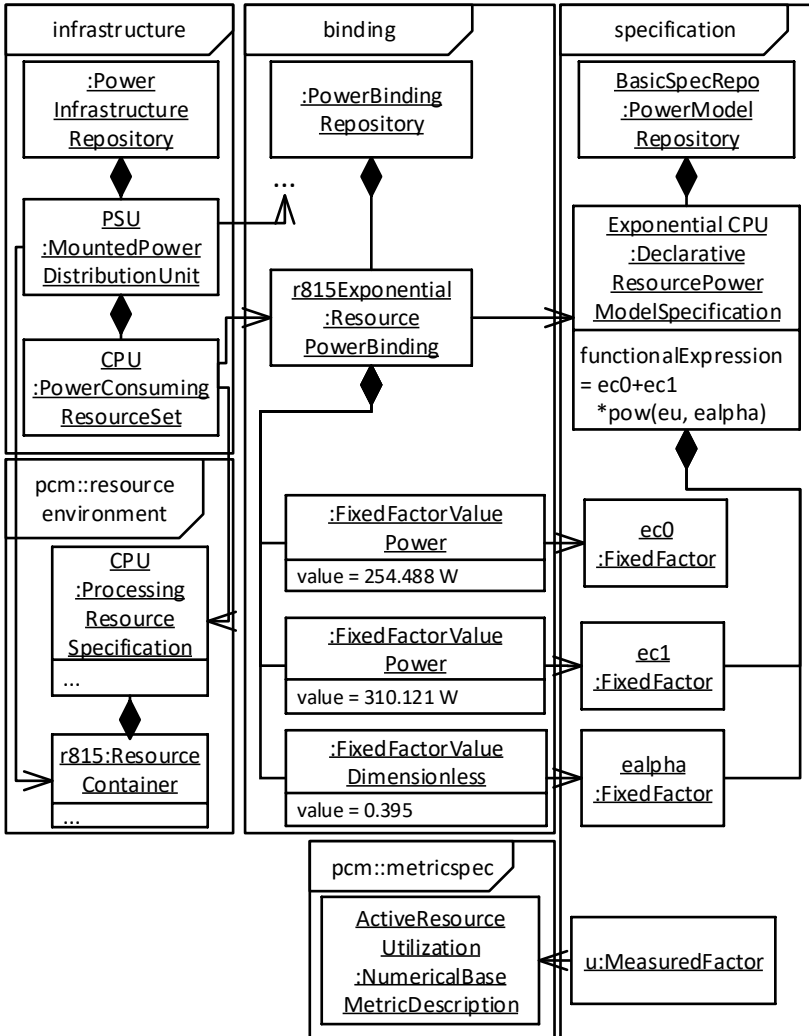 infrastructure
:Power
Infrastructure
Repository
PSU
:MountedPower
DistributionUnit
CPU
:PowerConsuming
ResourceSet
pcm::resource
environment
CPU
:Processing
Resource
Specification
...
r815:Resource
Container
...
binding
:PowerBinding
Repository
...
r815Exponential
:Resource
PowerBinding
:FixedFactorValue
Power
value = 254.488 W
:FixedFactorValue
Power
value = 310.121 W
:FixedFactorValue
Dimensionless
value = 0.395
pcm::metricspec
ActiveResource
Utilization
:NumericalBase
MetricDescription
specification
BasicSpecRepo
:PowerModel
Repository
Exponential CPU
:Declarative
ResourcePower
ModelSpecification
functionalExpression
= ec0+ec1
*pow(eu, ealpha)
ec0
:FixedFactor
ec1
:FixedFactor
ealpha
:FixedFactor
u:MeasuredFactor